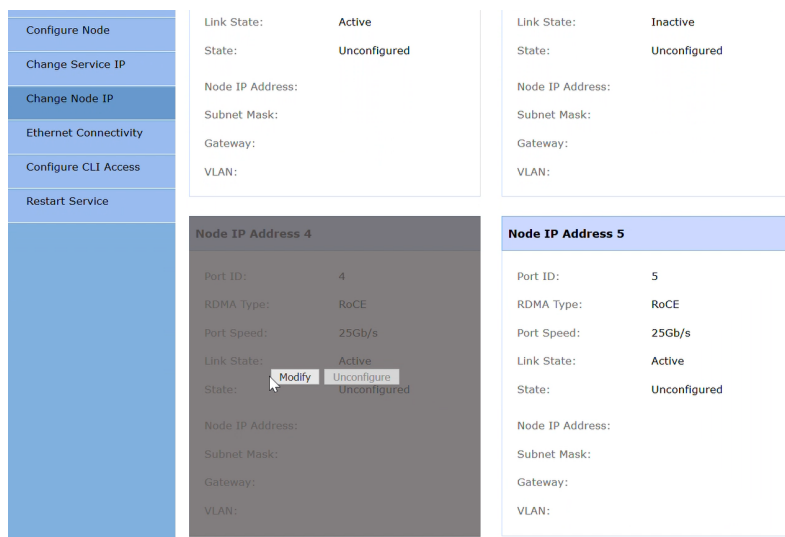 Configure Node
Change Service IP
Change Node IP
Ethernet Connectivity
Configure CLI Access
Restart Service
Link State: Active
State: Unconfigured
Node IP Address:
Subnet Mask:
Gateway:
VLAN:
Link State: Inactive
State: Unconfigured
Node IP Address:
Subnet Mask:
Gateway:
VLAN:
Node IP Address 4
Port ID: 4
RDMA Type: RoCE
Port Speed: 25Gb/s
Link State: Active
Modify Unconfigure
State: Unconfigured
Node IP Address:
Subnet Mask:
Gateway:
VLAN:
Node IP Address 5
Port ID: 5
RDMA Type: RoCE
Port Speed: 25Gb/s
Link State: Active
State: Unconfigured
Node IP Address:
Subnet Mask:
Gateway:
VLAN: